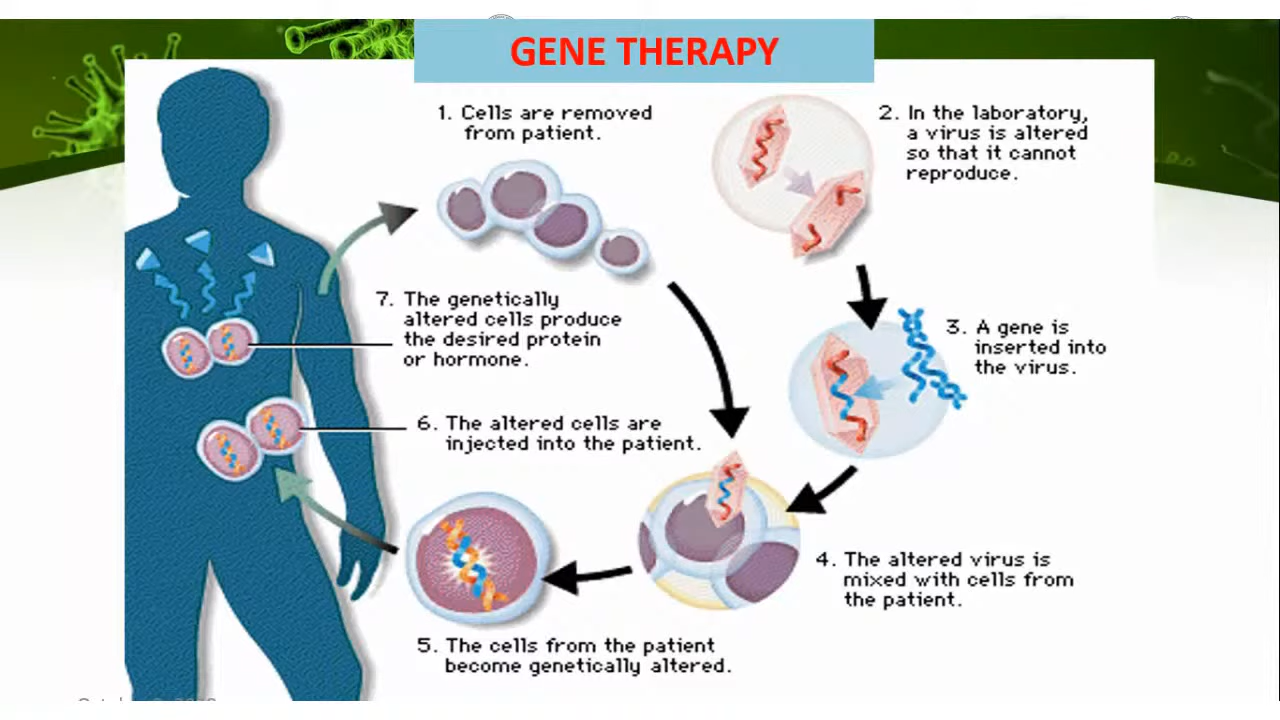 GENE THERAPY
1. Cells are removed
from patient.
2. In the laboratory,
a virus is altered
so that it cannot
reproduce.
3. A gene is
inserted into
the virus.
4. The altered virus is
mixed with cells from
the patient.
5. The cells from the patient
become genetically altered.
6. The altered cells are
injected into the patient.
7. The genetically
altered cells produce
the desired protein
or hormone.